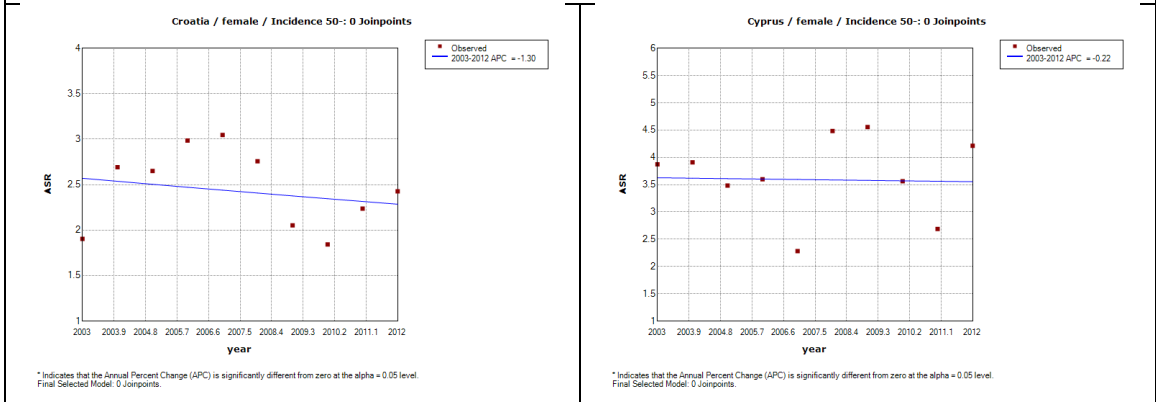 Croatia / female / Incidence 50-: 0 Joinpoints
Observed
2003-2012 APC = -1.30
4
3.5
3
2.5
2
1.5
1
ASR
2003 2003.9 2004.8 2005.7 2006.6 2007.5 2008.4 2009.3 2010.2 2011.1 2012
year
* Indicates that the Annual Percent Change (APC) is significantly different from zero at the alpha = 0.05 level.
Final Selected Model: 0 Joinpoints.
Cyprus / female / Incidence 50-: 0 Joinpoints
Observed
2003-2012 APC = -0.22
6
5.5
5
4.5
4
3.5
3
2.5
2
1.5
1
ASR
2003 2003.9 2004.8 2005.7 2006.6 2007.5 2008.4 2009.3 2010.2 2011.1 2012
year
* Indicates that the Annual Percent Change (APC) is significantly different from zero at the alpha = 0.05 level.
Final Selected Model: 0 Joinpoints.